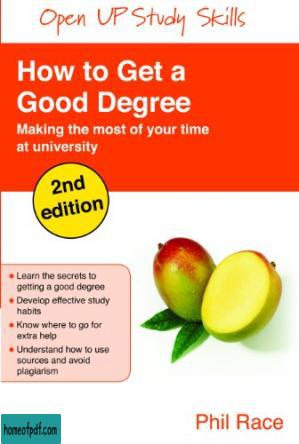 Open UP Study Skills
How to Get a
Good Degree
Making the most of your time
at university
2nd
edition
• Learn the secrets to
getting a good degree
• Develop effective study
habits
• Know where to go for
extra help
• Understand how to use
sources and avoid
plagiarism
Phil Race
homeofpdf.com